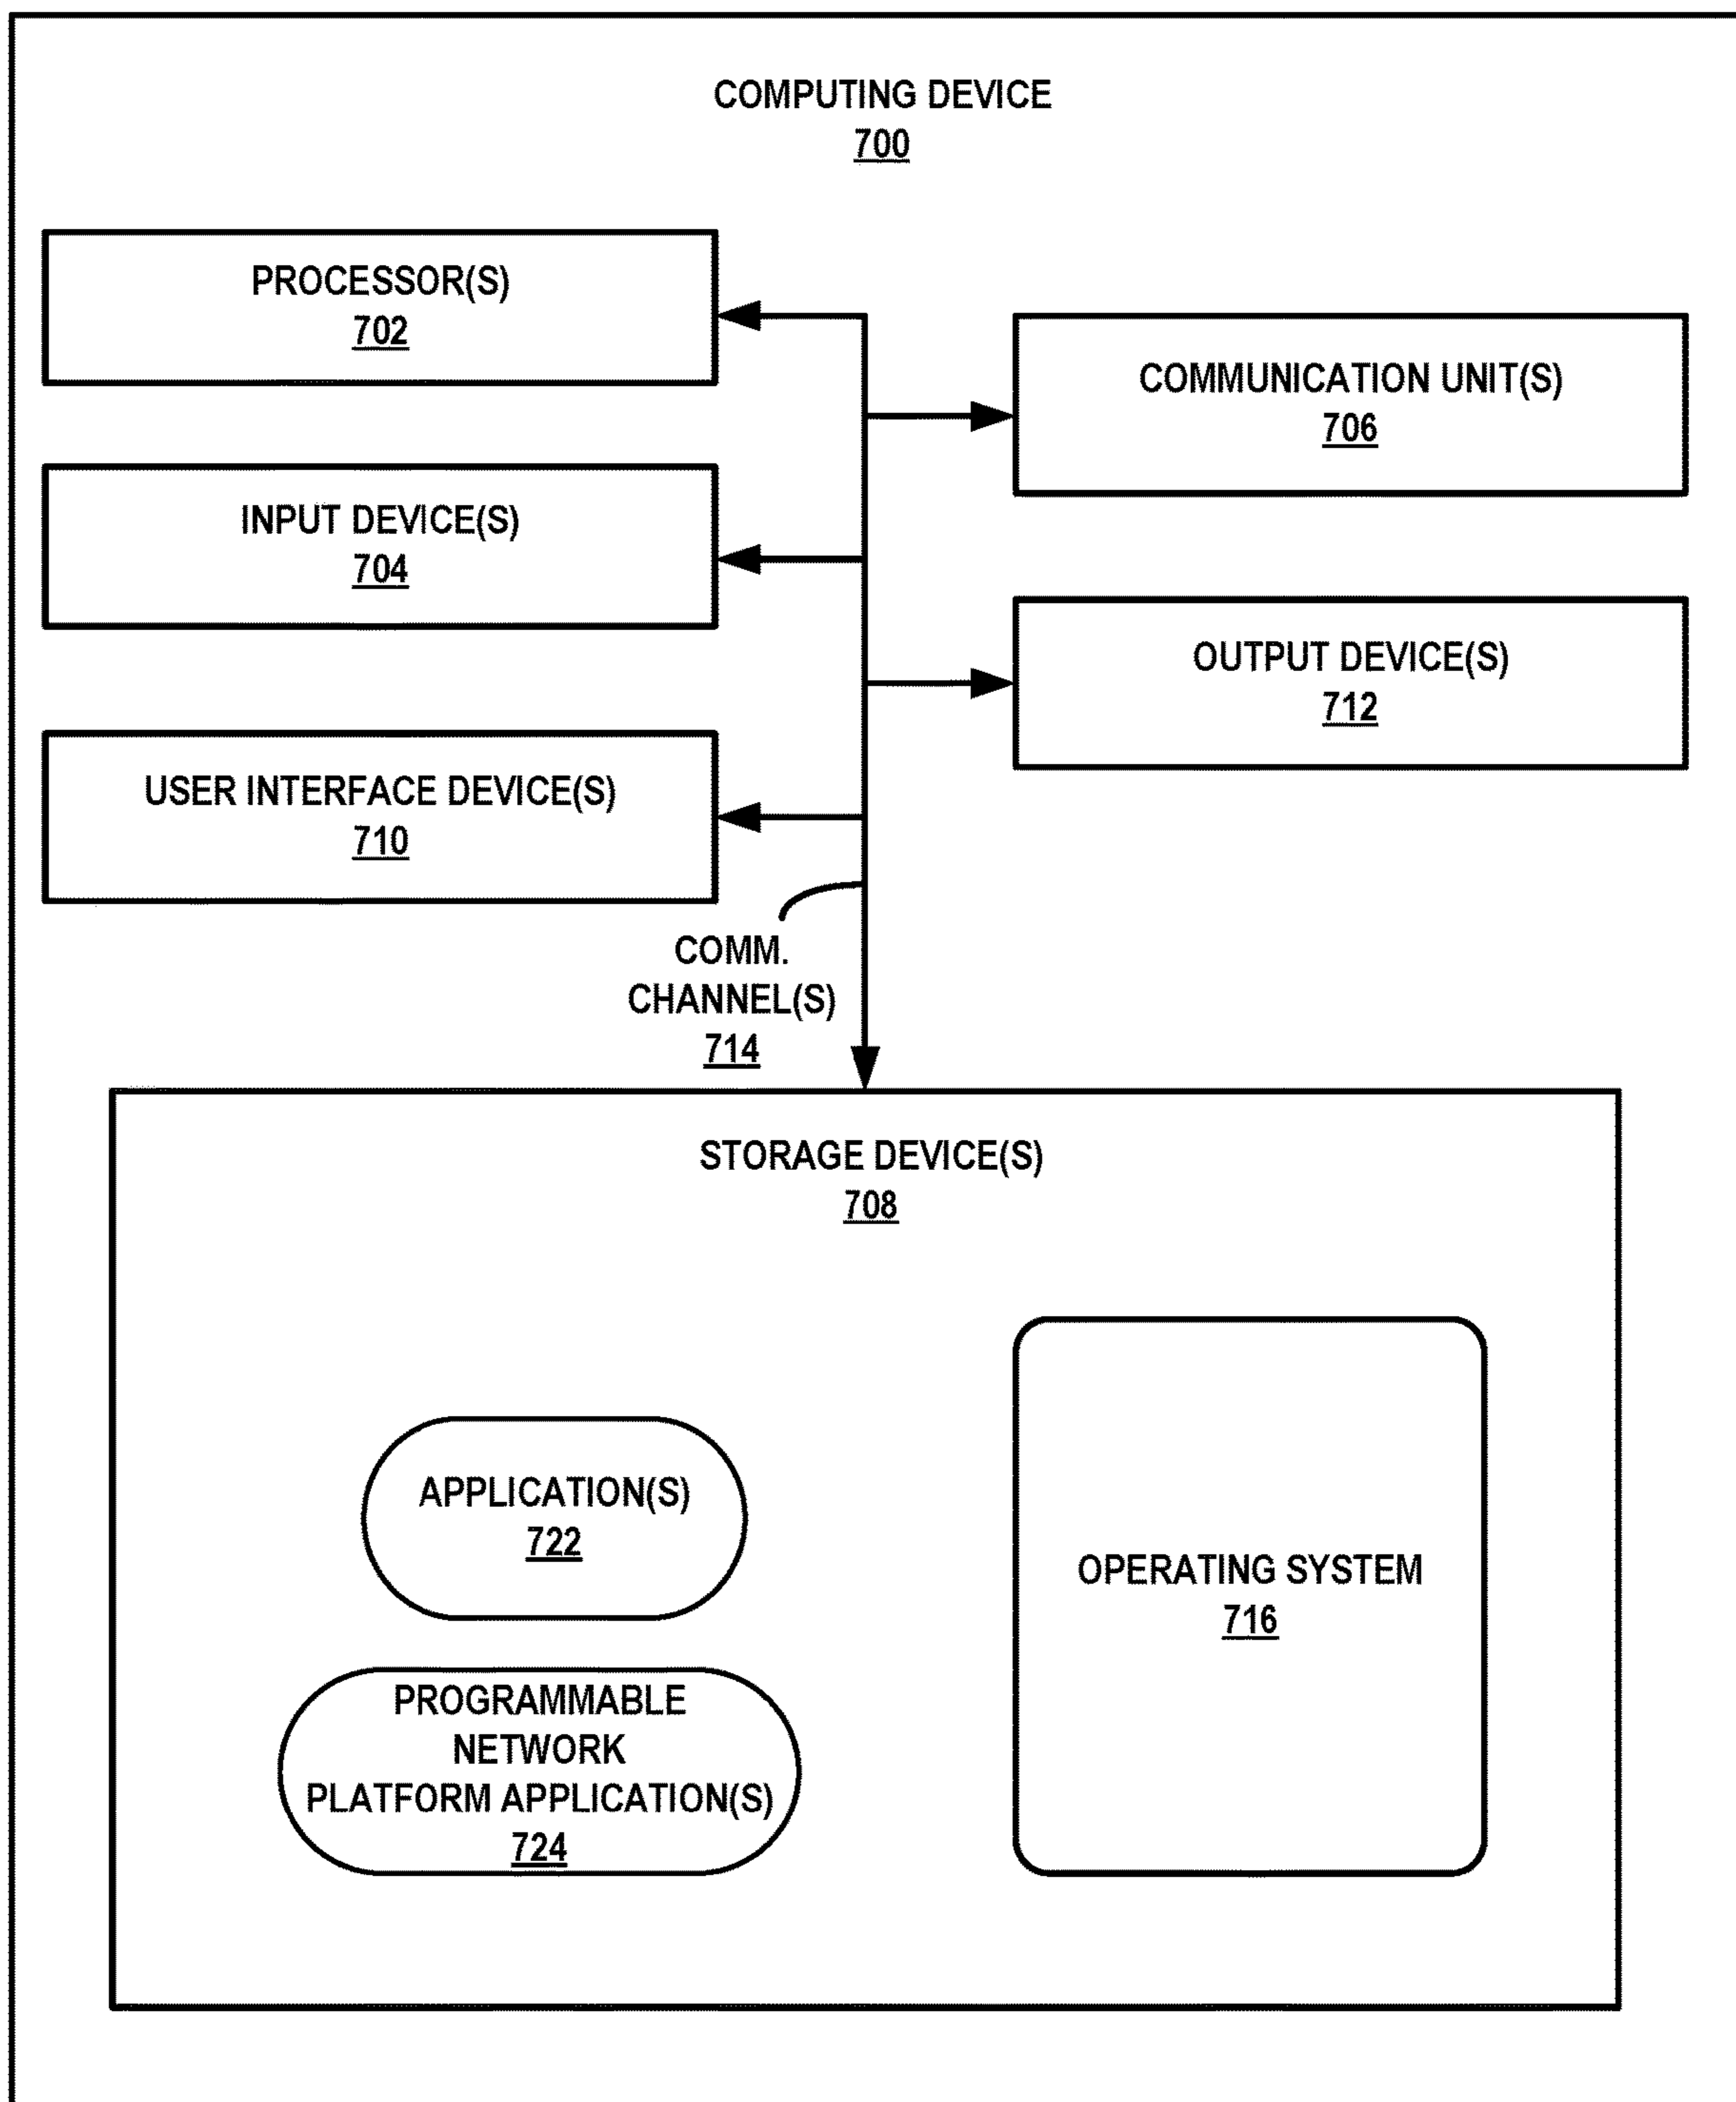 COMPUTING DEVICE
700
PROCESSOR(S)
702
COMMUNICATION UNIT(S)
706
INPUT DEVICE(S)
704
OUTPUT DEVICE(S)
712
USER INTERFACE DEVICE(S)
710
COMM.
CHANNEL(S)
714
STORAGE DEVICE(S)
708
APPLICATION(S)
722
OPERATING SYSTEM
716
PROGRAMMABLE
NETWORK
PLATFORM APPLICATION(S)
724